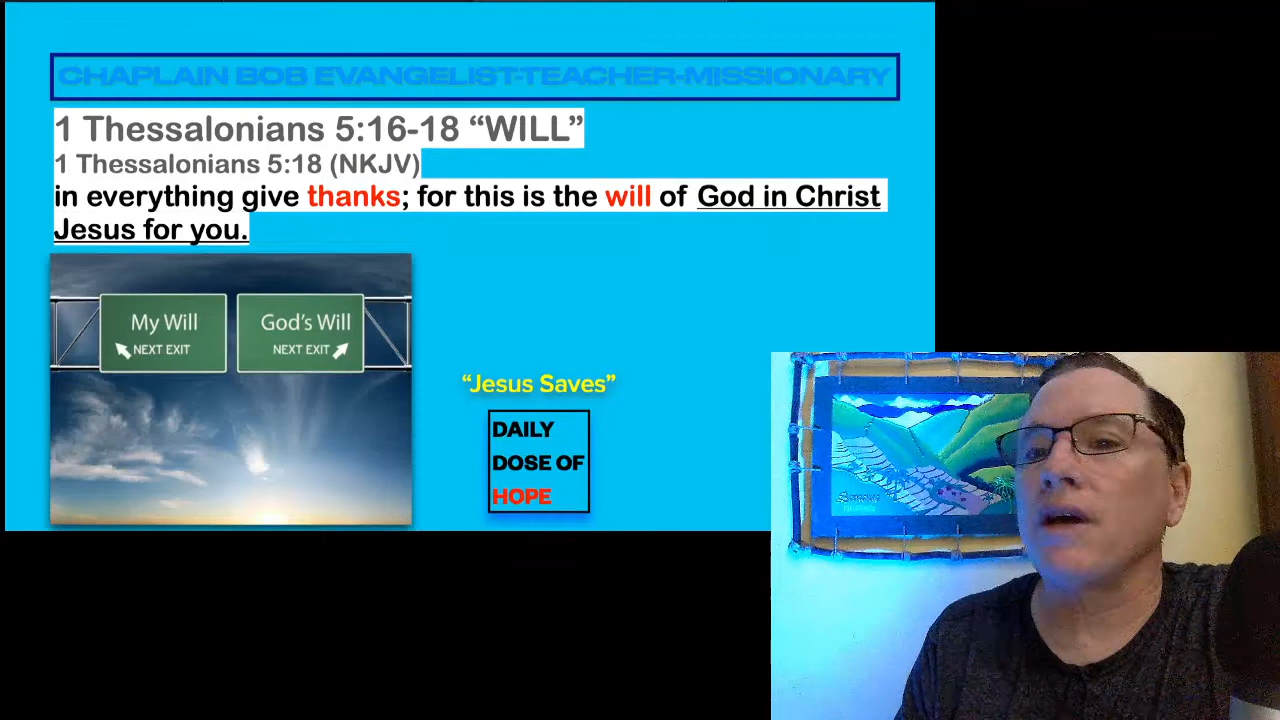 CHAPLAIN BOB EVANGELIST-TEACHER-MISSIONARY
1 Thessalonians 5:16-18 “WILL”
1 Thessalonians 5:18 (NKJV)
in everything give thanks; for this is the will of God in Christ
Jesus for you.
My Will
NEXT EXIT
God's Will
NEXT EXIT
“Jesus Saves”
DAILY
DOSE OF
HOPE